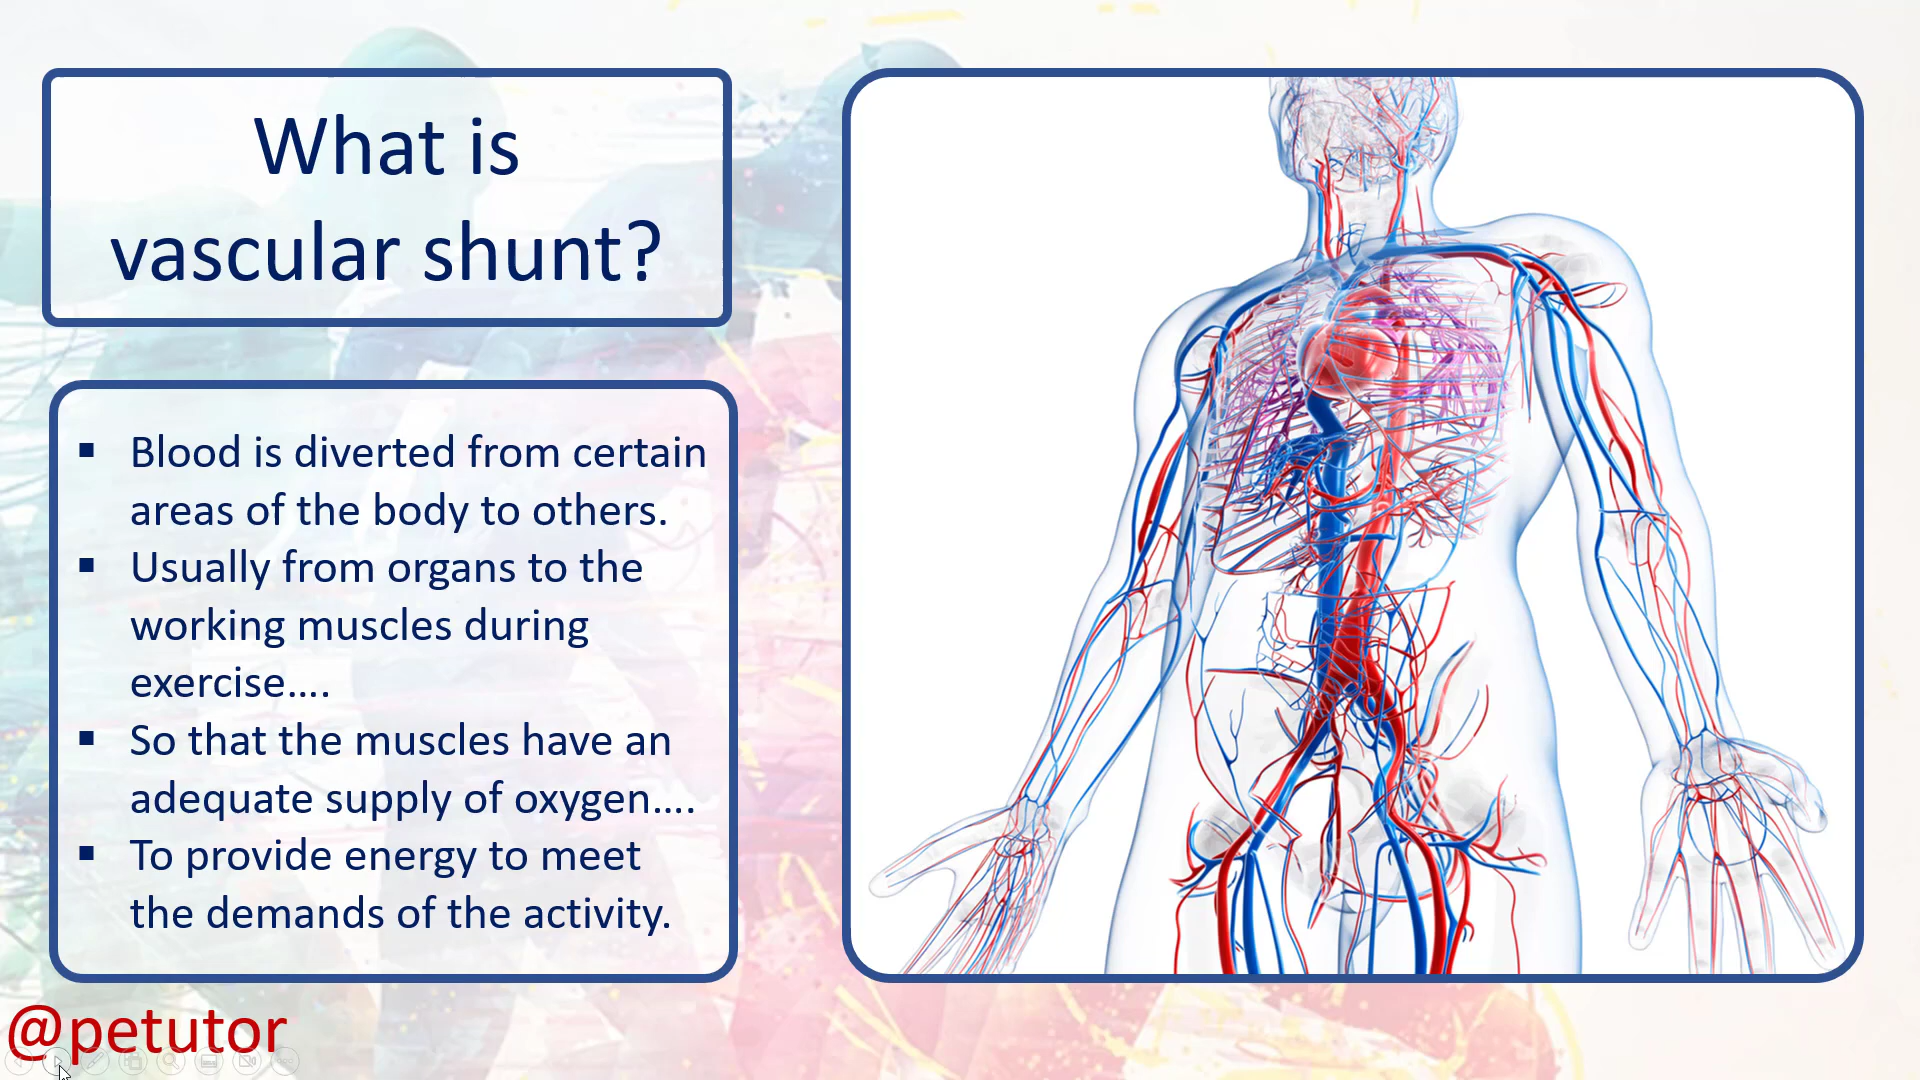 What is
vascular shunt?
▪ Blood is diverted from certain
areas of the body to others.
▪ Usually from organs to the
working muscles during
exercise....
▪ So that the muscles have an
adequate supply of oxygen....
▪ To provide energy to meet
the demands of the activity.
@petutor